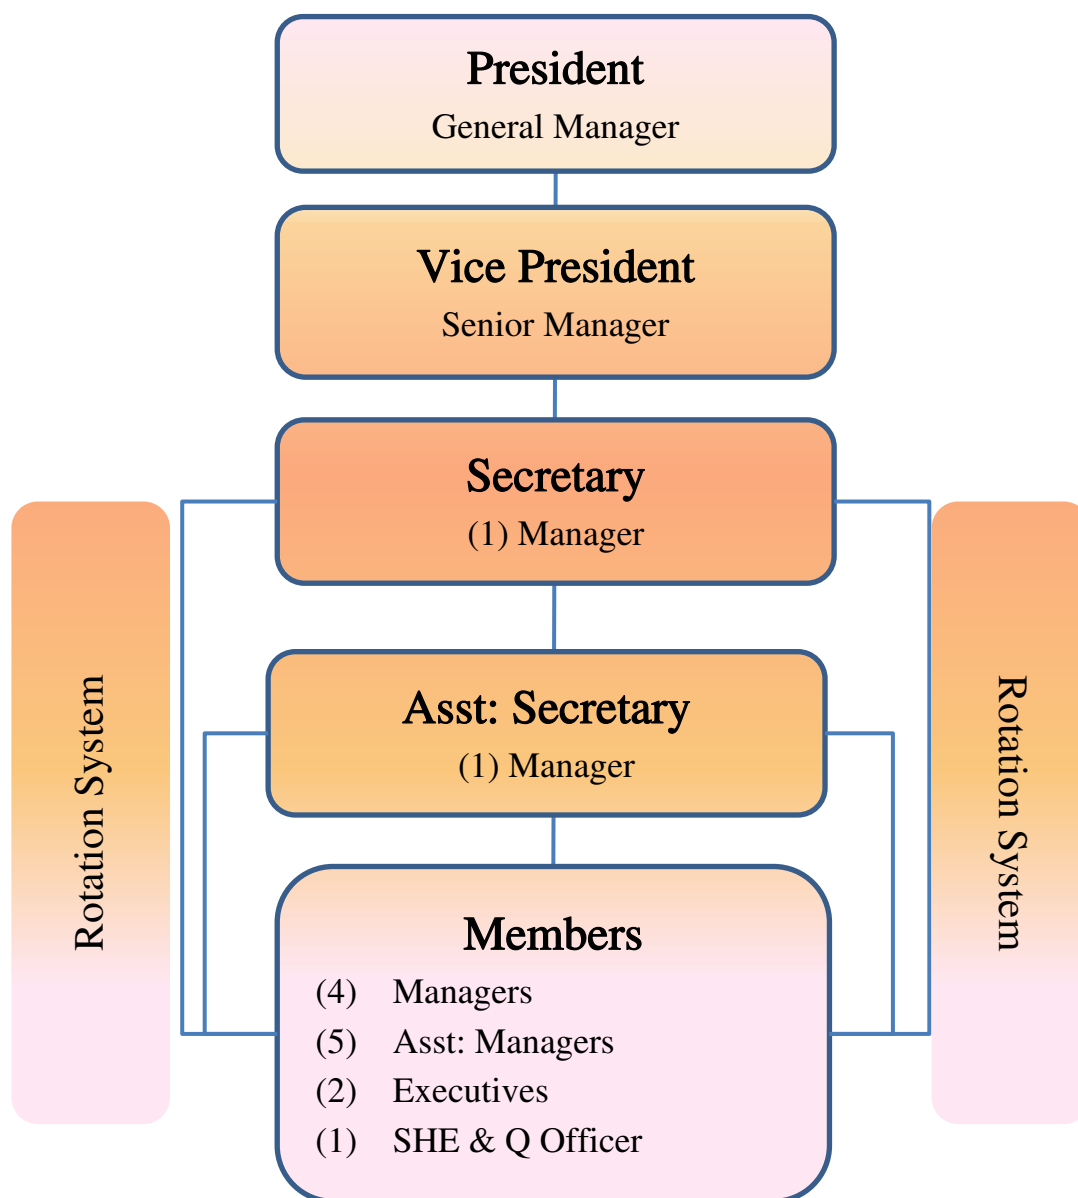 President
General Manager
Vice President
Senior Manager
Secretary
(1) Manager
Asst: Secretary
(1) Manager
Rotation System
Rotation System
Members
(4) Managers
(5) Asst: Managers
(2) Executives
(1) SHE & Q Officer